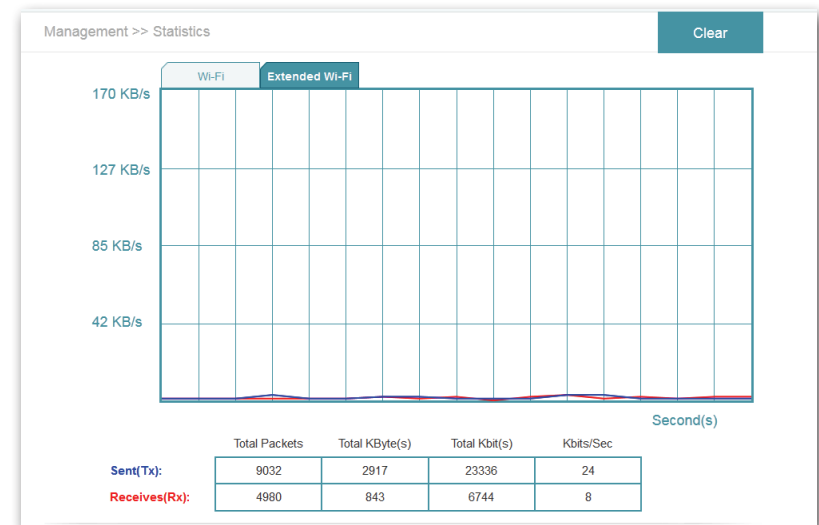 Management >> Statistics
Clear
Wi-Fi
Extended Wi-Fi
170 KB/s
127 KB/s
85 KB/s
42 KB/s
Second(s)
Total Packets Total KByte(s) Total Kbit(s) Kbits/Sec
Sent(Tx): 9032 2917 23336 24
Receives(Rx): 4980 843 6744 8